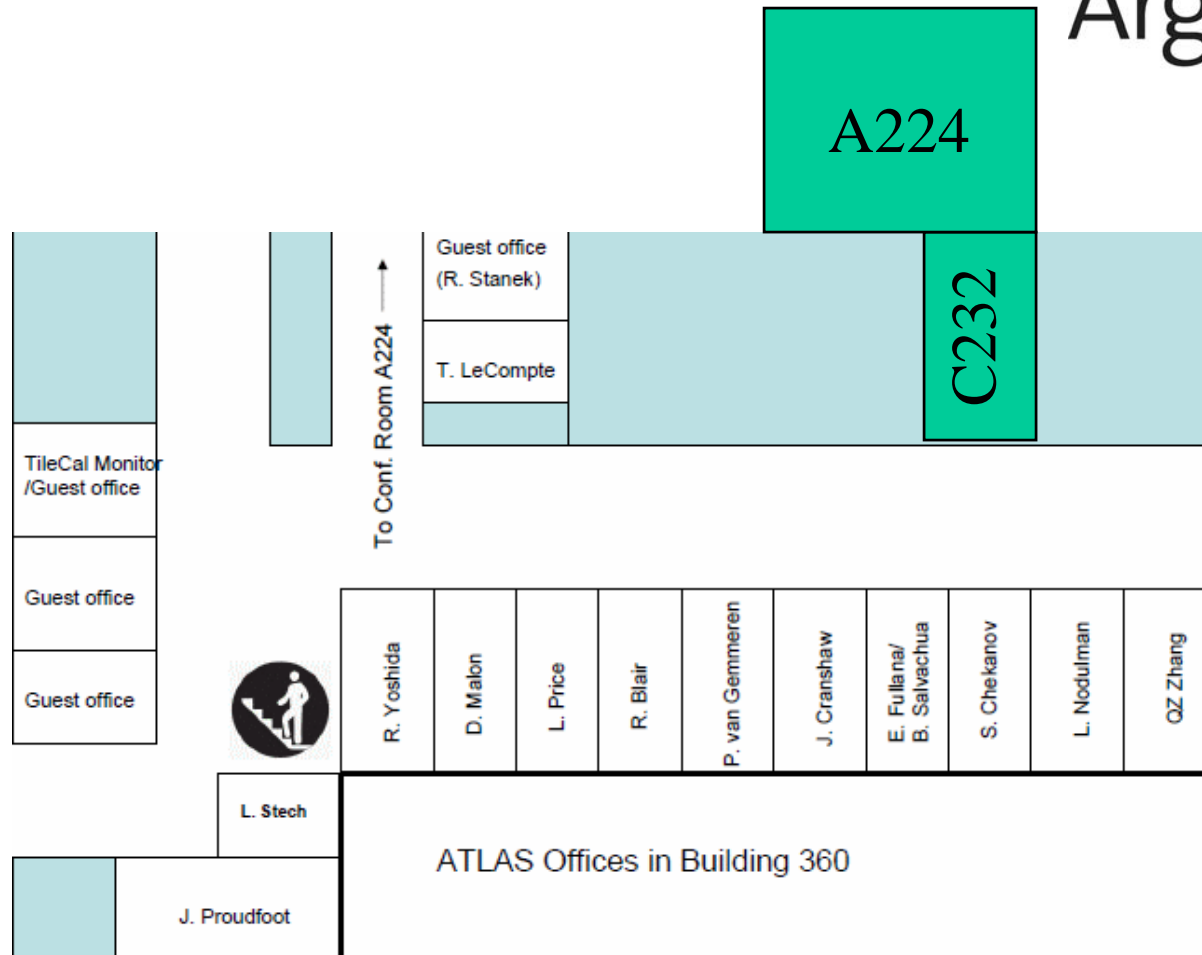 Arg
A224
Guest office
(R. Stanek)
C232
T. LeCompte
To Conf. Room A224
TileCal Monitor
/Guest office
Guest office
Guest office
R. Yoshida
D. Malon
L. Price
R. Blair
P. van Gemmeren
J. Cranshaw
E. Fullana/
B. Salvachua
S. Chekanov
L. Nodulman
QZ Zhang
L. Stech
ATLAS Offices in Building 360
J. Proudfoot